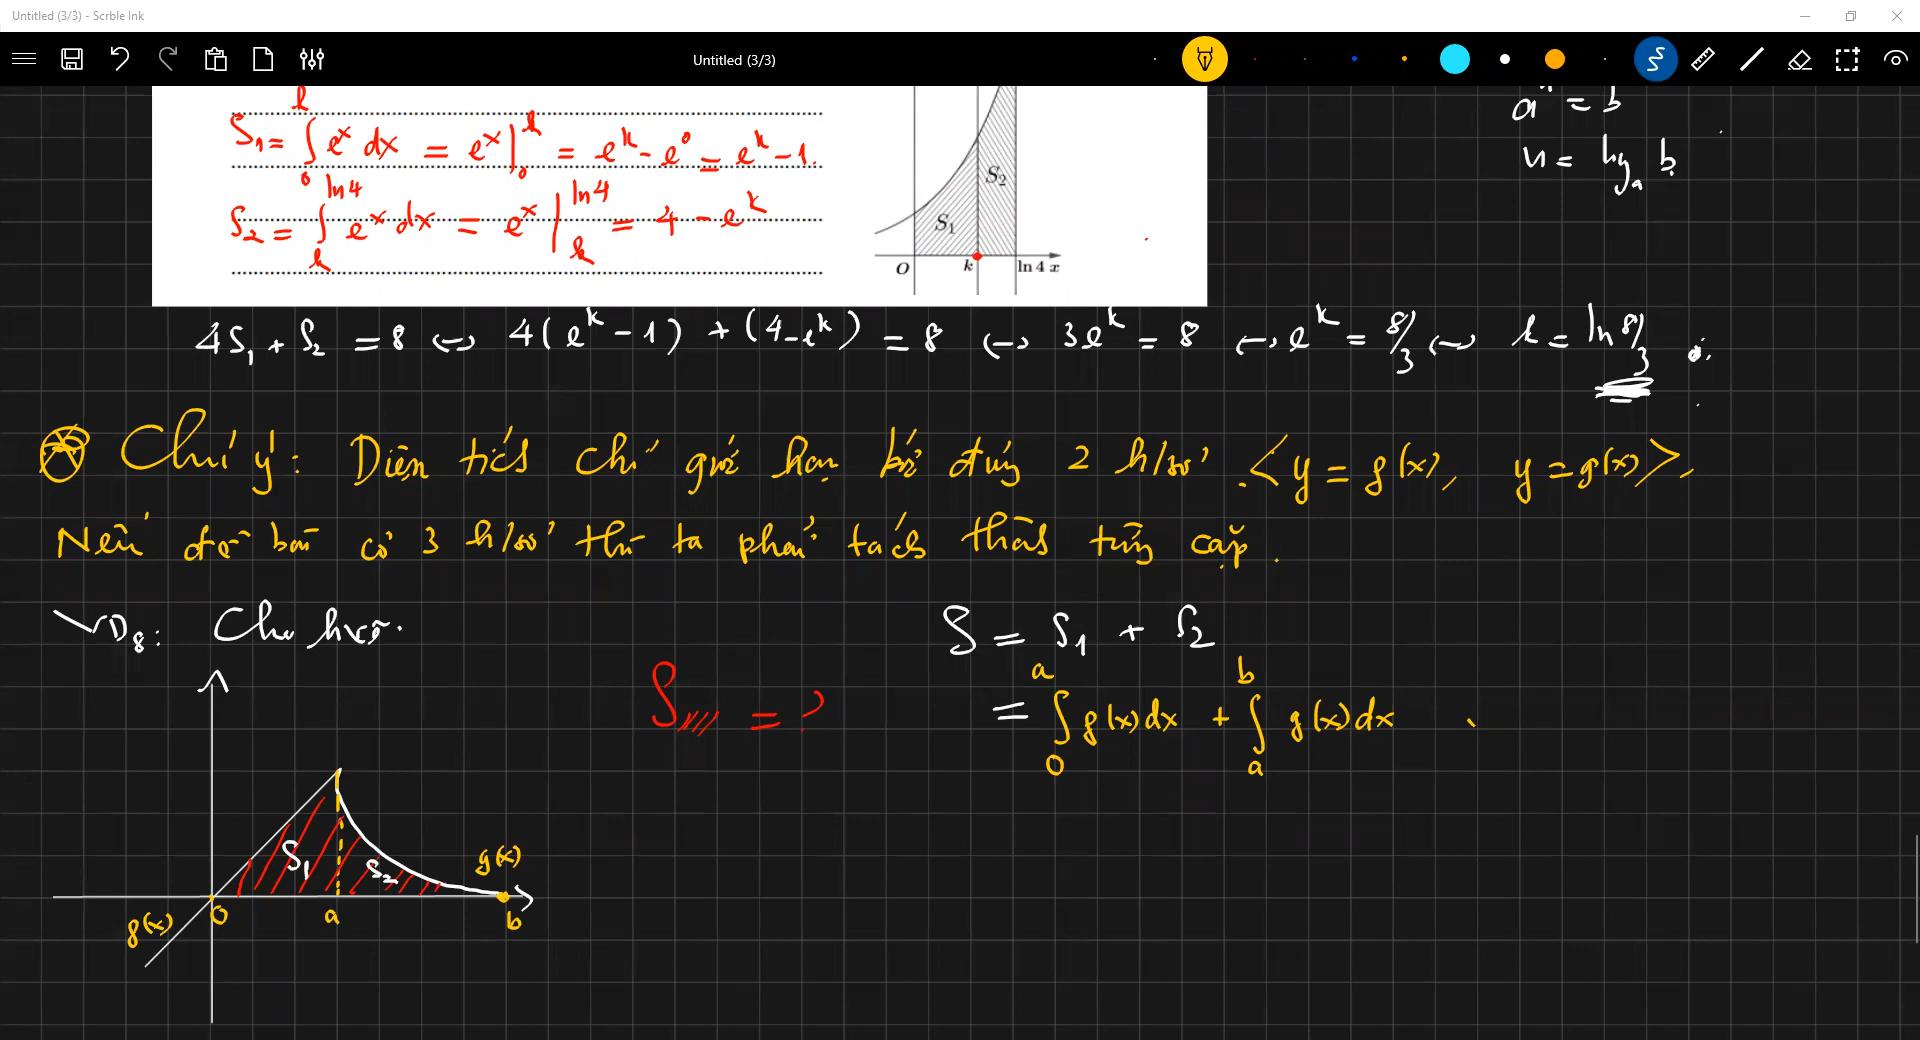 Untitled (3/3) - Scrble Ink
Untitled (3/3)
S₁ = ∫₀ᵏ eˣ dx = eˣ |₀ᵏ = eᵏ - e⁰ = eᵏ - 1.
S₂ = ∫ₖ^(ln4) eˣ dx = eˣ |ₖ^(ln4) = 4 - eᵏ
S₁
S₂
O k ln 4 x
aⁿ = b
n = logₐ b
4S₁ + S₂ = 8 ↔ 4(eᵏ - 1) + (4 - eᵏ) = 8 ↔ 3eᵏ = 8 ↔ eᵏ = 8/3 ↔ k = ln 8/3
Chú ý: Diện tích chỉ giới hạn bởi đúng 2 h/số <y = f(x), y = g(x)>,
Nếu đề bài có 3 h/số thì ta phải tách thành từng cặp.
VD₈: Cho hvẽ.
S = ?
S = S₁ + S₂
= ∫₀ᵃ f(x)dx + ∫ₐᵇ g(x)dx
S₁
S₂
g(x)
f(x)
O a b